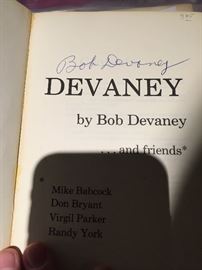 Bob Devaney
DEVANEY
by Bob Devaney
...and friends*
*
Mike Babcock
Don Bryant
Virgil Parker
Randy York